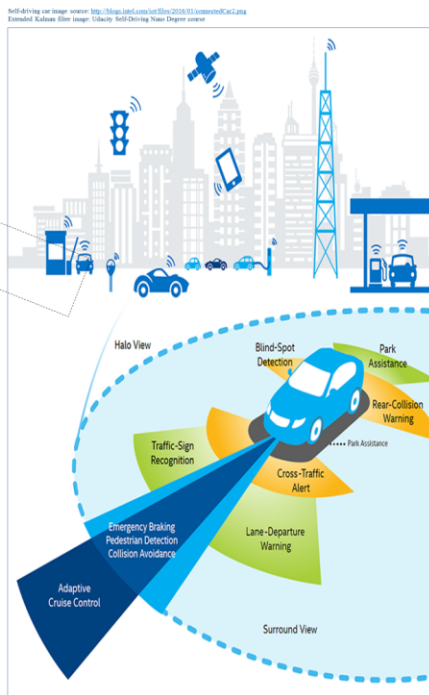 Self-driving car image source: http://blogs.intel.com/iot/files/2016/01/connectedCar2.png
Extended Kalman filter image: Udacity Self-Driving Nano Degree course
Halo View
Blind-Spot
Detection
Park
Assistance
Rear-Collision
Warning
Traffic-Sign
Recognition
Park Assistance
Cross-Traffic
Alert
Emergency Braking
Pedestrian Detection
Collision Avoidance
Lane-Departure
Warning
Adaptive
Cruise Control
Surround View